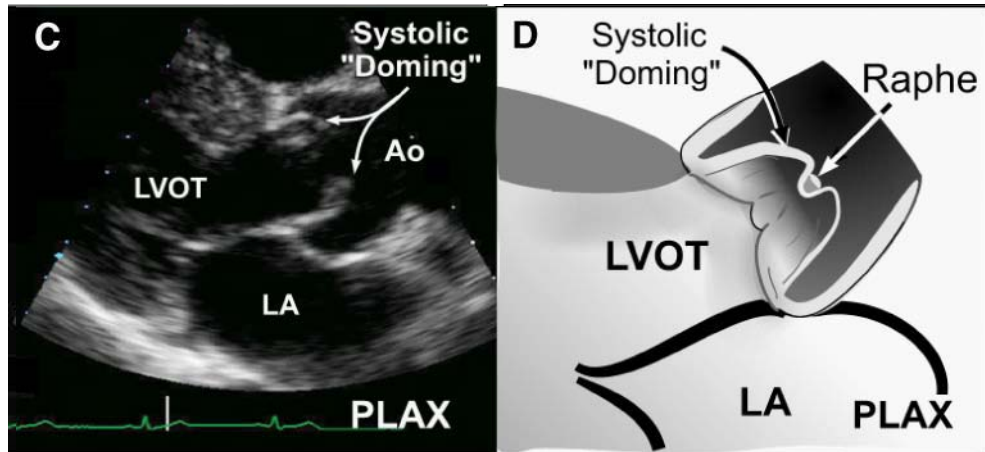 C
Systolic
"Doming"
Ao
LVOT
LA
PLAX
D
Systolic
"Doming"
Raphe
LVOT
LA
PLAX